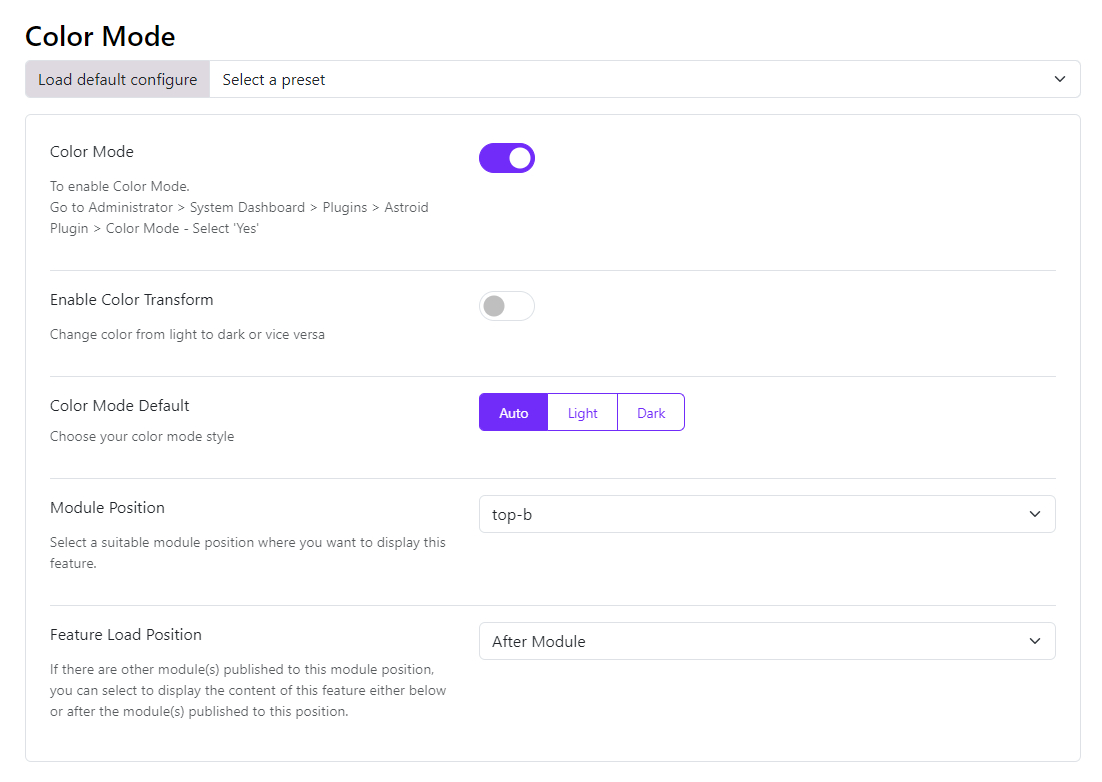 Color Mode
Load default configure Select a preset
Color Mode
To enable Color Mode.
Go to Administrator > System Dashboard > Plugins > Astroid
Plugin > Color Mode - Select 'Yes'
Enable Color Transform
Change color from light to dark or vice versa
Color Mode Default
Auto Light Dark
Choose your color mode style
Module Position
top-b
Select a suitable module position where you want to display this
feature.
Feature Load Position
After Module
If there are other module(s) published to this module position,
you can select to display the content of this feature either below
or after the module(s) published to this position.